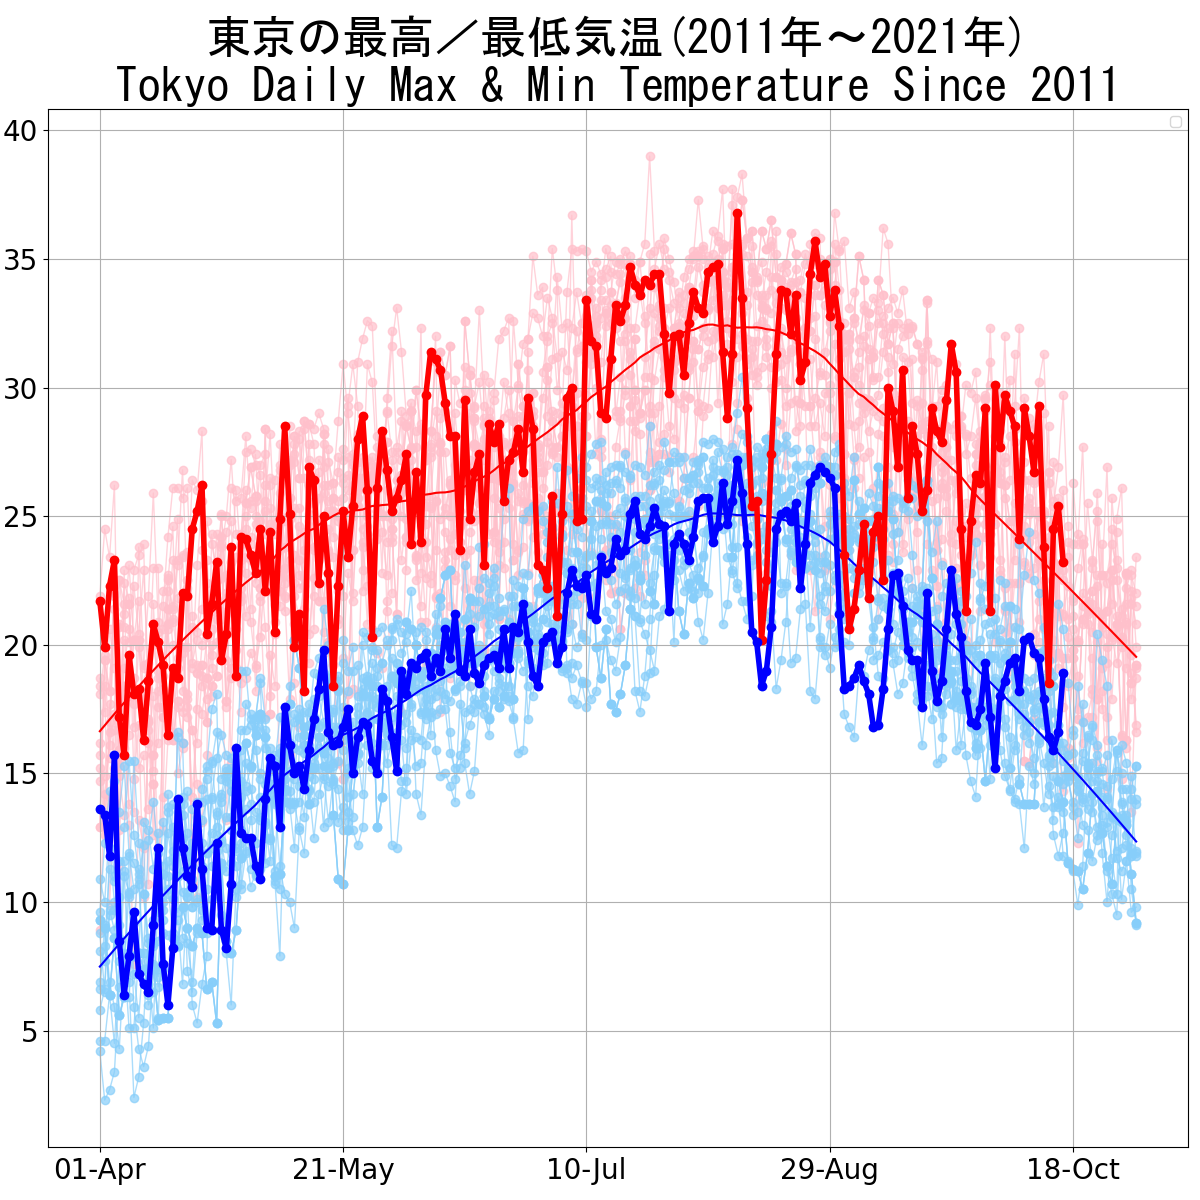 東京の最高／最低気温(2011年～2021年)
Tokyo Daily Max & Min Temperature Since 2011
40
35
30
25
20
15
10
5
01-Apr 21-May 10-Jul 29-Aug 18-Oct